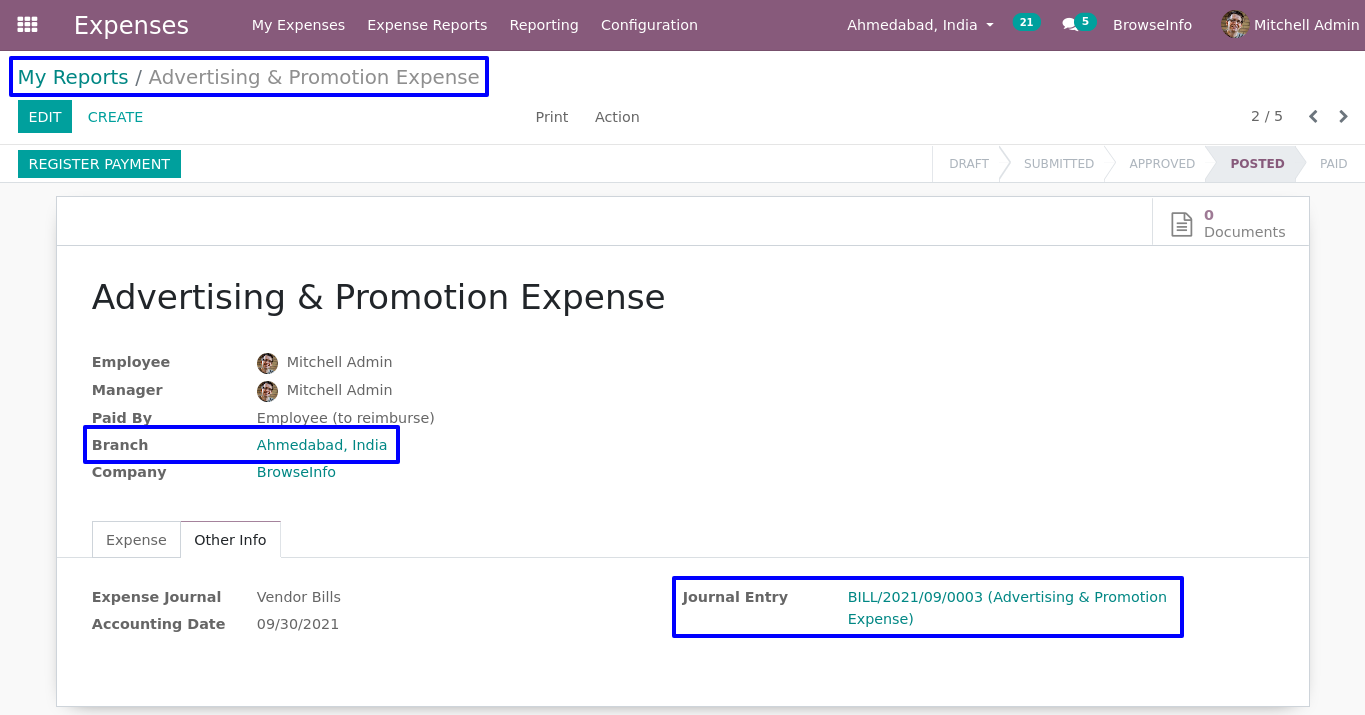 Expenses My Expenses Expense Reports Reporting Configuration Ahmedabad, India 21 5 BrowseInfo Mitchell Admin
My Reports / Advertising & Promotion Expense
EDIT CREATE Print Action 2 / 5
REGISTER PAYMENT DRAFT SUBMITTED APPROVED POSTED PAID
0
Documents
Advertising & Promotion Expense
Employee Mitchell Admin
Manager Mitchell Admin
Paid By Employee (to reimburse)
Branch Ahmedabad, India
Company BrowseInfo
Expense Other Info
Expense Journal Vendor Bills Journal Entry BILL/2021/09/0003 (Advertising & Promotion
Expense)
Accounting Date 09/30/2021